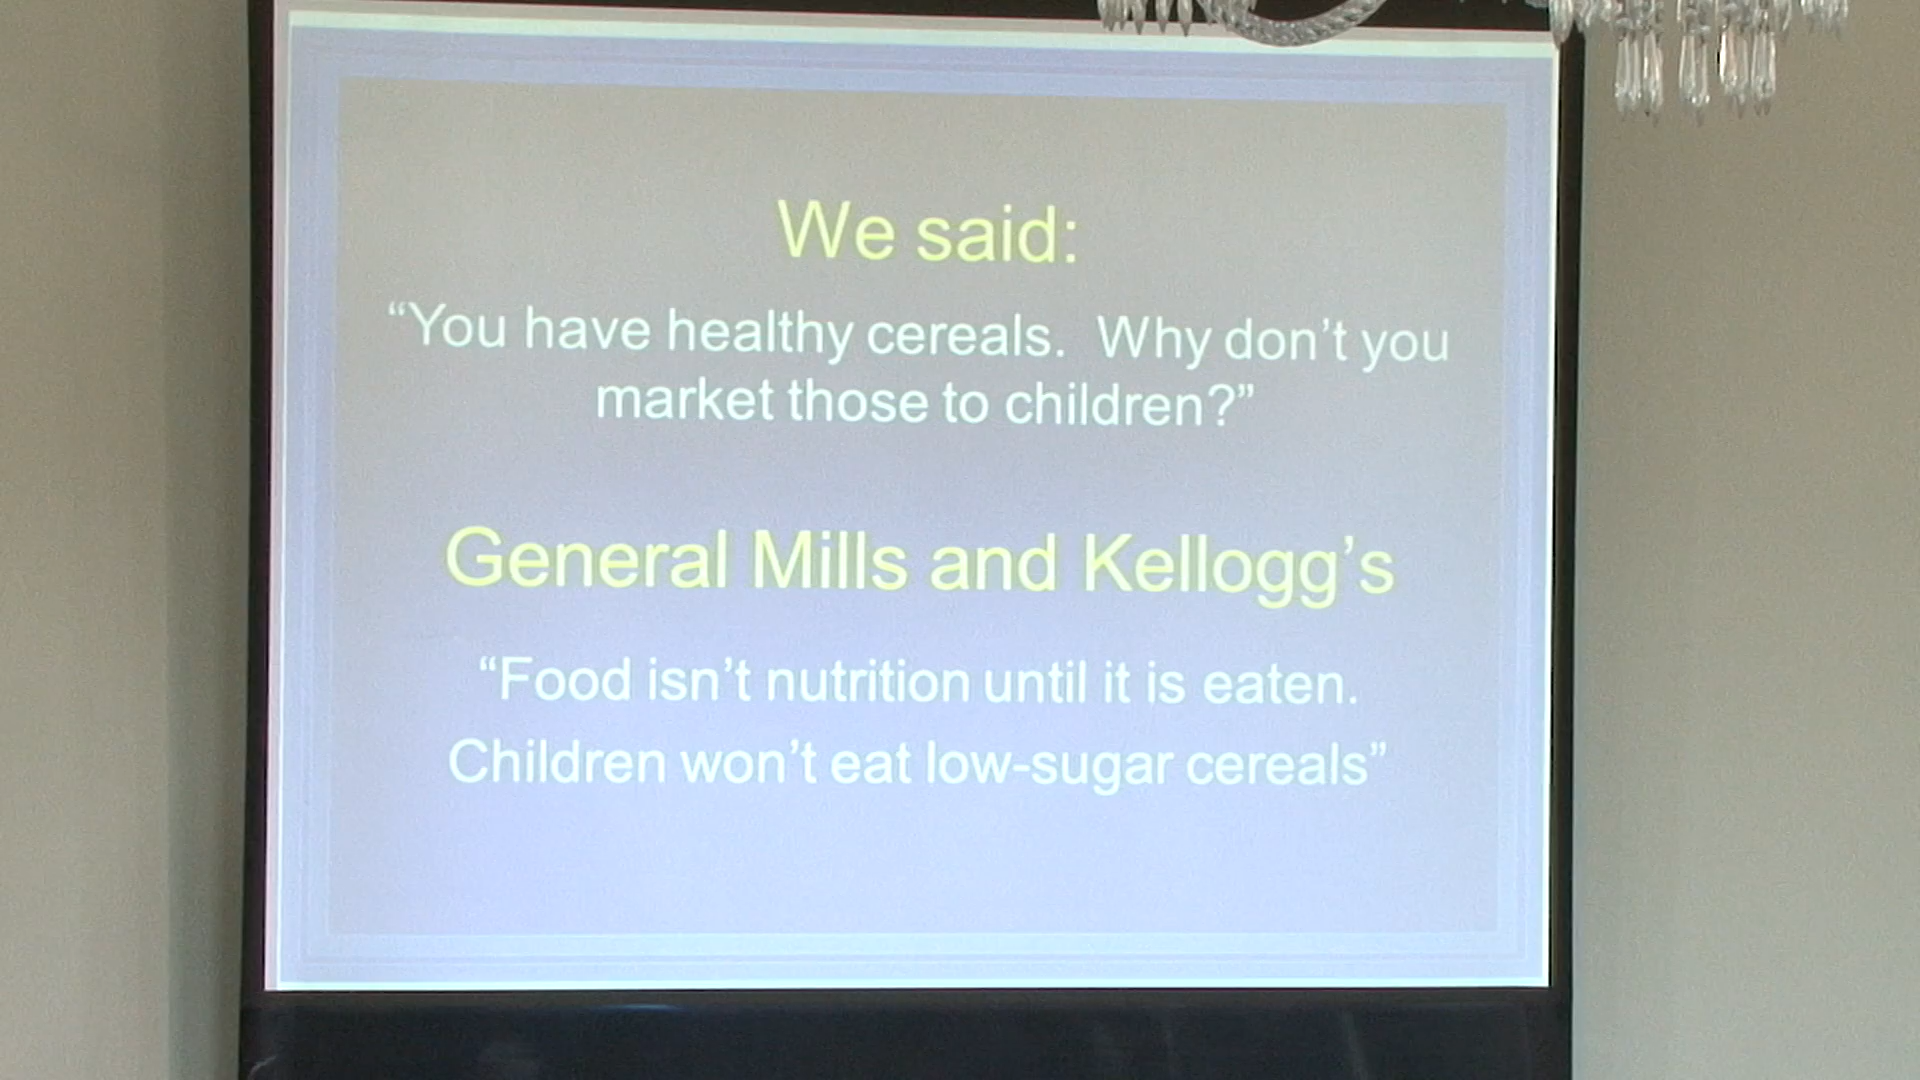 We said:
“You have healthy cereals.  Why don’t you
market those to children?”
General Mills and Kellogg’s
“Food isn’t nutrition until it is eaten.
Children won’t eat low-sugar cereals”